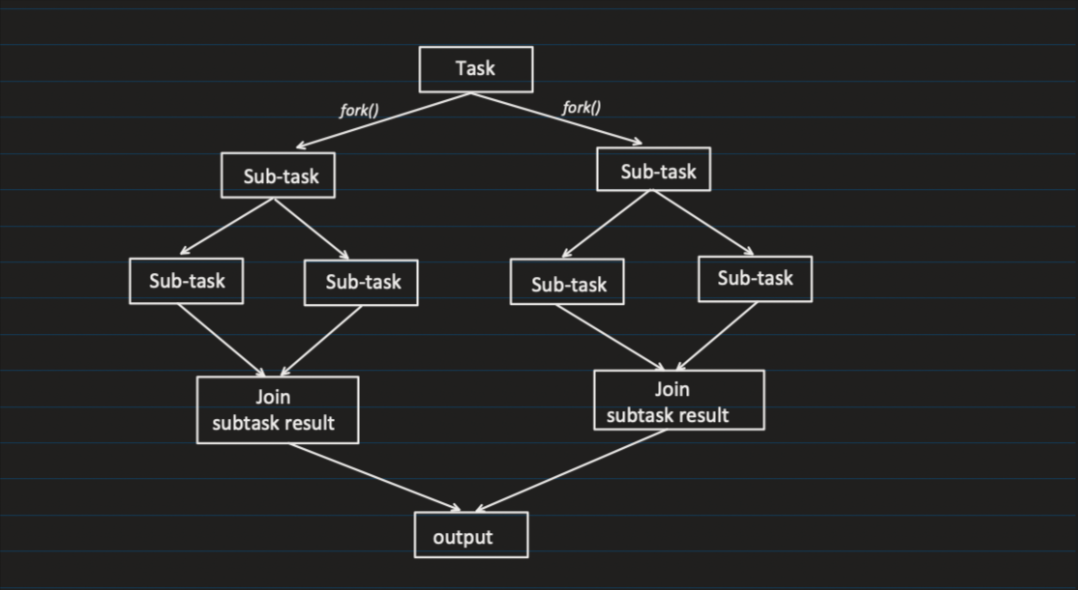 Task
fork()
fork()
Sub-task
Sub-task
Sub-task
Sub-task
Sub-task
Sub-task
Join
subtask result
Join
subtask result
output